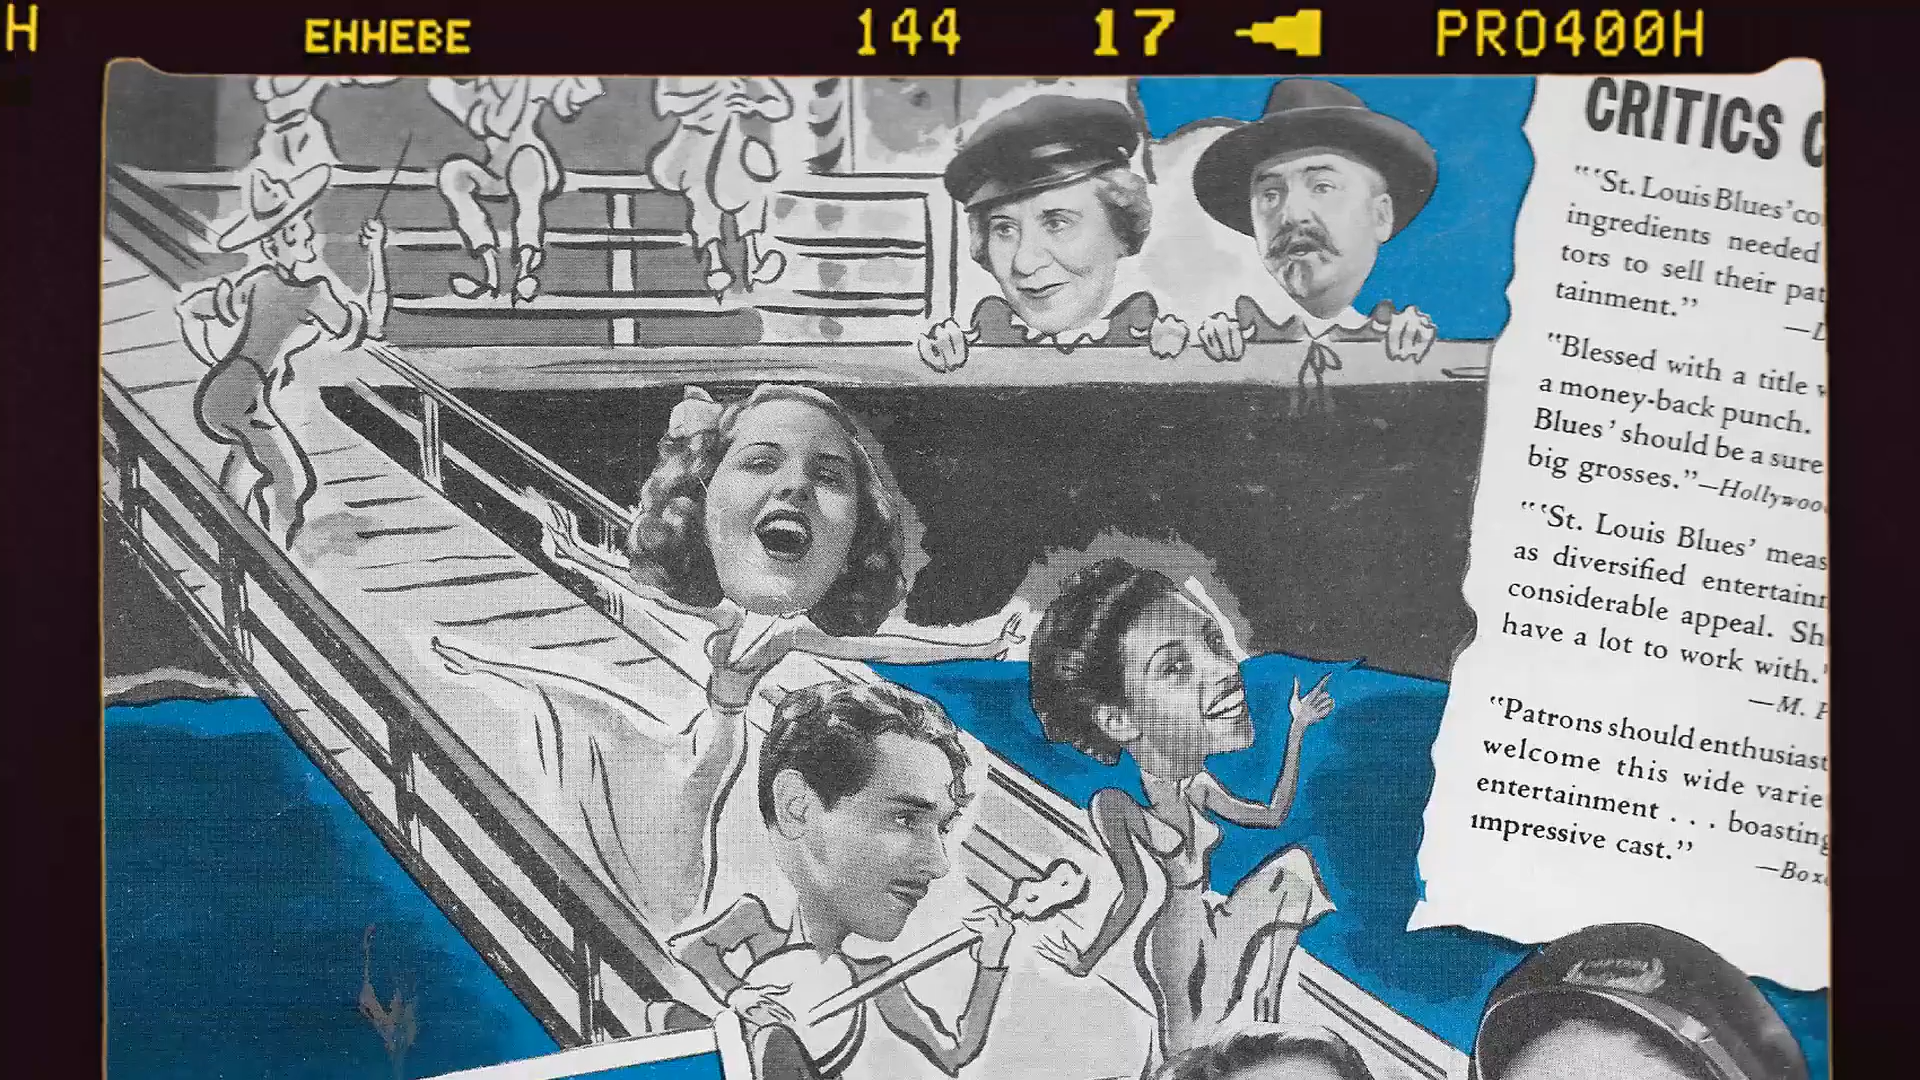 H EHHEBE 144 17 PRO400H
CRITICS
"'St. Louis Blues' co
ingredients needed
tors to sell their pat
tainment."
"Blessed with a title
a money-back punch.
Blues' should be a sure
big grosses."—Hollywoo
"'St. Louis Blues' meas
as diversified entertain
considerable appeal. Sh
have a lot to work with."
—M. P
"Patrons should enthusiast
welcome this wide varie
entertainment . . . boasting
impressive cast."
—Box